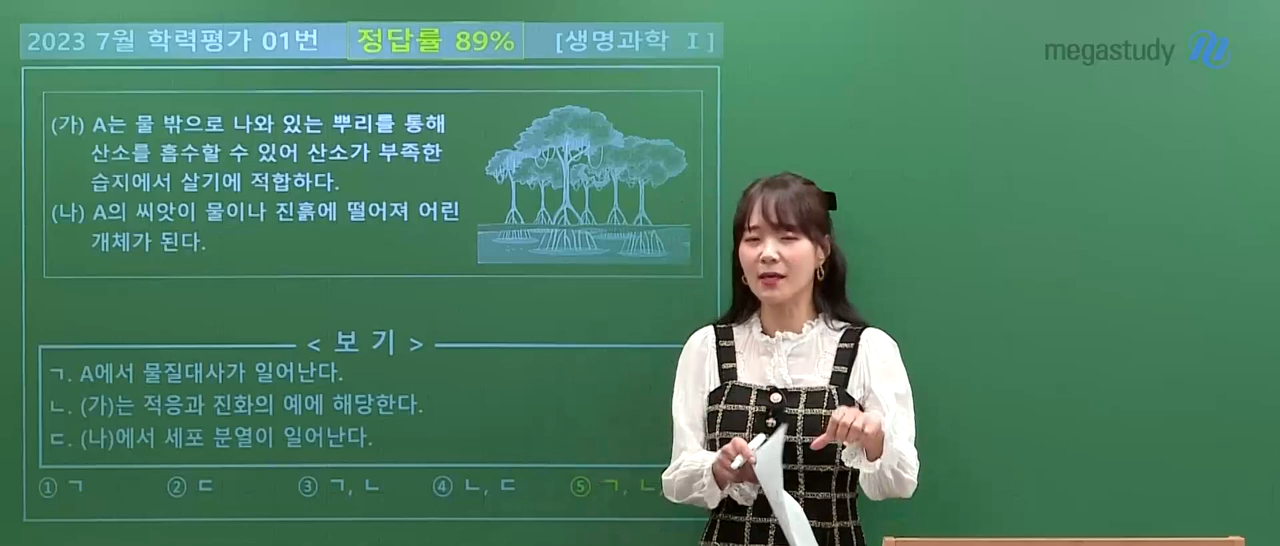 2023 7월 학력평가 01번 정답률 89% [생명과학 Ⅰ]
megastudy
(가) A는 물 밖으로 나와 있는 뿌리를 통해
산소를 흡수할 수 있어 산소가 부족한
습지에서 살기에 적합하다.
(나) A의 씨앗이 물이나 진흙에 떨어져 어린
개체가 된다.
< 보 기 >
ㄱ. A에서 물질대사가 일어난다.
ㄴ. (가)는 적응과 진화의 예에 해당한다.
ㄷ. (나)에서 세포 분열이 일어난다.
① ㄱ ② ㄷ ③ ㄱ, ㄴ ④ ㄴ, ㄷ ⑤ ㄱ, ㄴ,